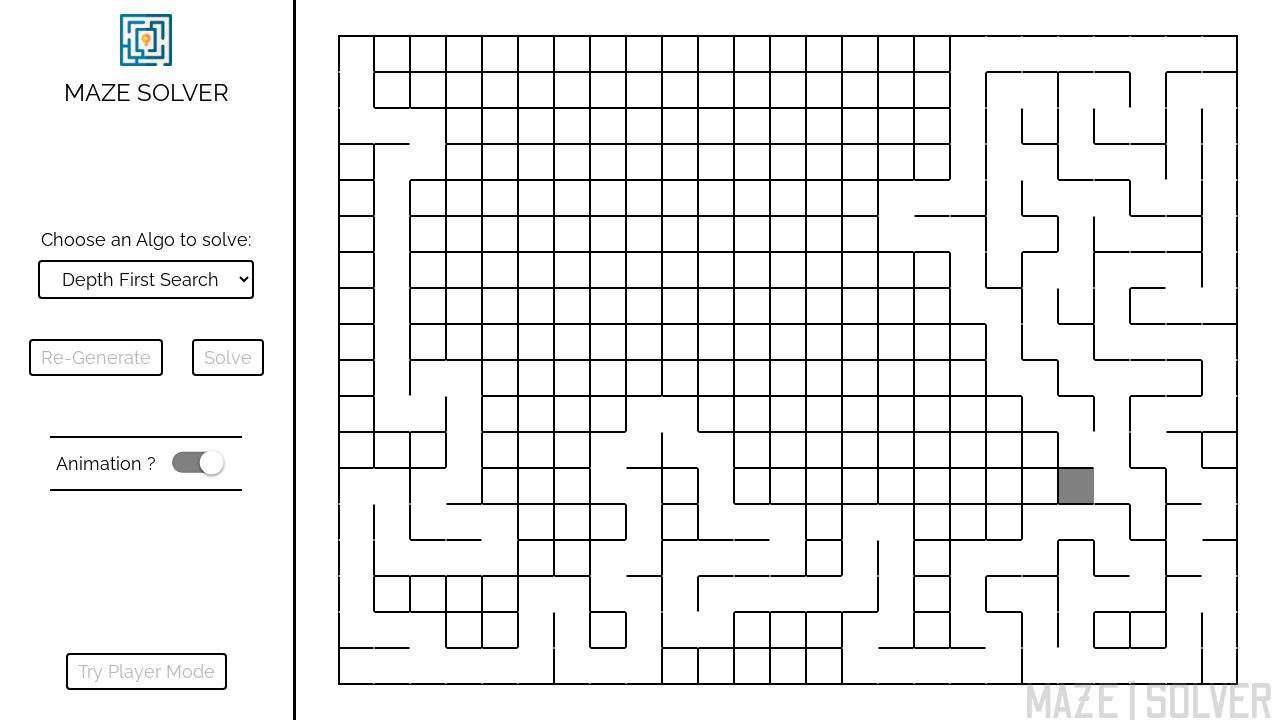 MAZE SOLVER
Choose an Algo to solve:
Depth First Search
Re-Generate
Solve
Animation ?
Try Player Mode
MAZE | SOLVER